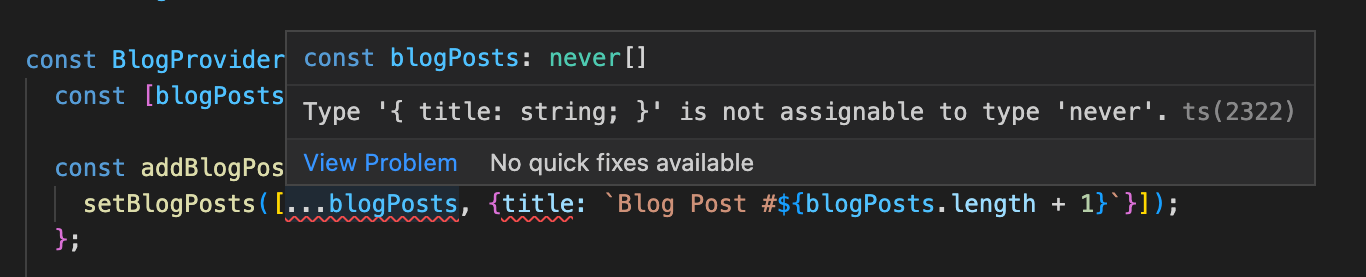 const BlogProvider
const blogPosts: never[]
const [blogPosts
Type '{ title: string; }' is not assignable to type 'never'. ts(2322)
const addBlogPos
View Problem No quick fixes available
setBlogPosts([...blogPosts, {title: `Blog Post #${blogPosts.length + 1}`}]);
};